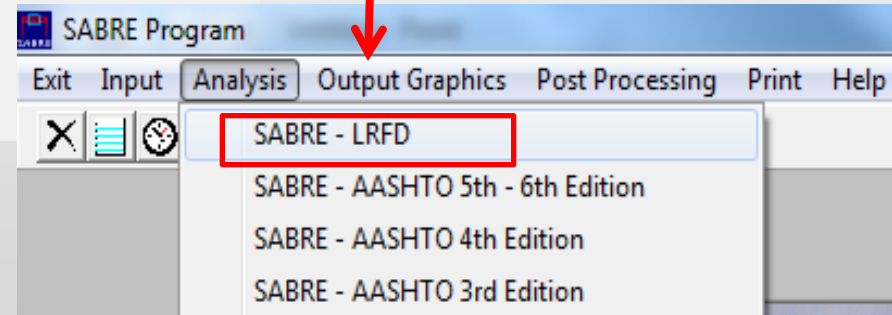 SABRE Program
Exit Input Analysis Output Graphics Post Processing Print Help
SABRE - LRFD
SABRE - AASHTO 5th - 6th Edition
SABRE - AASHTO 4th Edition
SABRE - AASHTO 3rd Edition